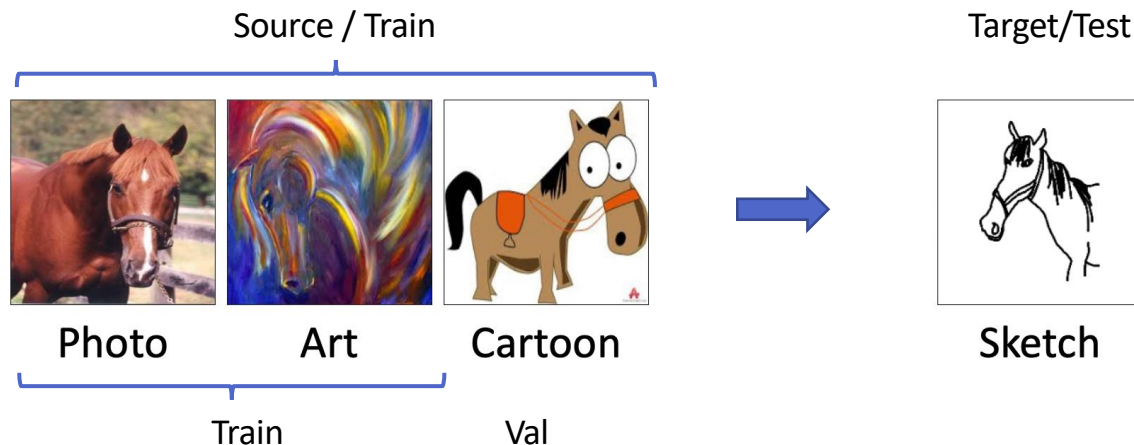 Source / Train
Target/Test
Photo
Art
Cartoon
Sketch
Train
Val